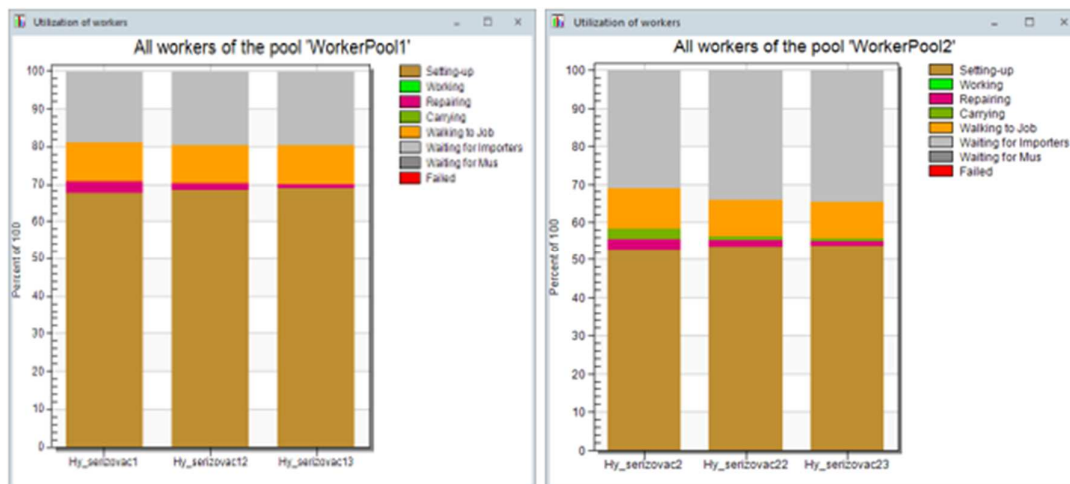 Utilization of workers
All workers of the pool 'WorkerPool1'
100
90
80
70
60
50
40
30
20
10
0
Percent of 100
Hy_serizovac1
Hy_serizovac12
Hy_serizovac13
Setting-up
Working
Repairing
Carrying
Walking to Job
Waiting for Importers
Waiting for Mus
Failed
Utilization of workers
All workers of the pool 'WorkerPool2'
100
90
80
70
60
50
40
30
20
10
0
Percent of 100
Hy_serizovac2
Hy_serizovac22
Hy_serizovac23
Setting-up
Working
Repairing
Carrying
Walking to Job
Waiting for Importers
Waiting for Mus
Failed